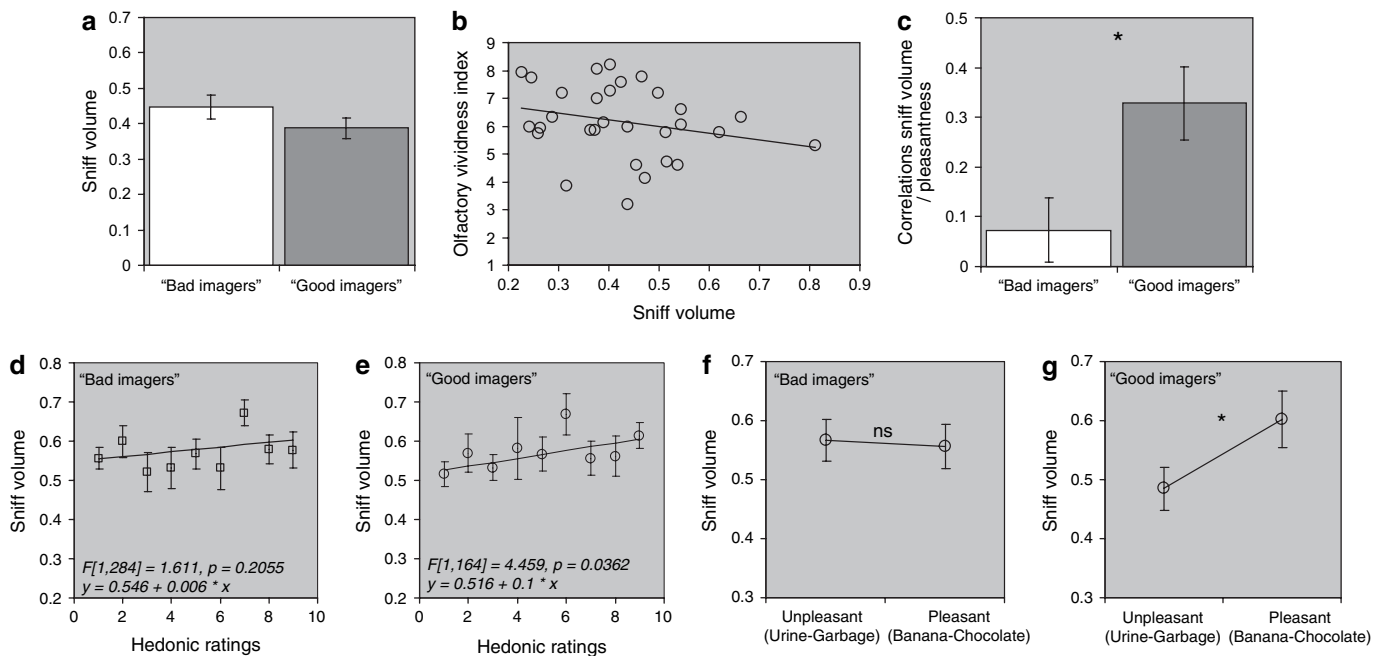 a
0.7
0.6
0.5
0.4
0.3
0.2
0.1
0
Sniff volume
“Bad imagers”
“Good imagers”
b
9
8
7
6
5
4
3
2
1
Olfactory vividness index
0.2 0.3 0.4 0.5 0.6 0.7 0.8 0.9
Sniff volume
c
0.5
0.4
0.3
0.2
0.1
0
Correlations sniff volume
/ pleasantness
*
“Bad imagers”
“Good imagers”
d
0.8
0.7
0.6
0.5
0.4
0.3
0.2
Sniff volume
“Bad imagers”
F[1,284] = 1.611, p = 0.2055
y = 0.546 + 0.006 * x
0 2 4 6 8 10
Hedonic ratings
e
0.8
0.7
0.6
0.5
0.4
0.3
0.2
Sniff volume
“Good imagers”
F[1,164] = 4.459, p = 0.0362
y = 0.516 + 0.1 * x
0 2 4 6 8 10
Hedonic ratings
f
0.7
0.6
0.5
0.4
0.3
Sniff volume
“Bad imagers”
ns
Unpleasant
(Urine-Garbage)
Pleasant
(Banana-Chocolate)
g
0.7
0.6
0.5
0.4
0.3
Sniff volume
“Good imagers”
*
Unpleasant
(Urine-Garbage)
Pleasant
(Banana-Chocolate)